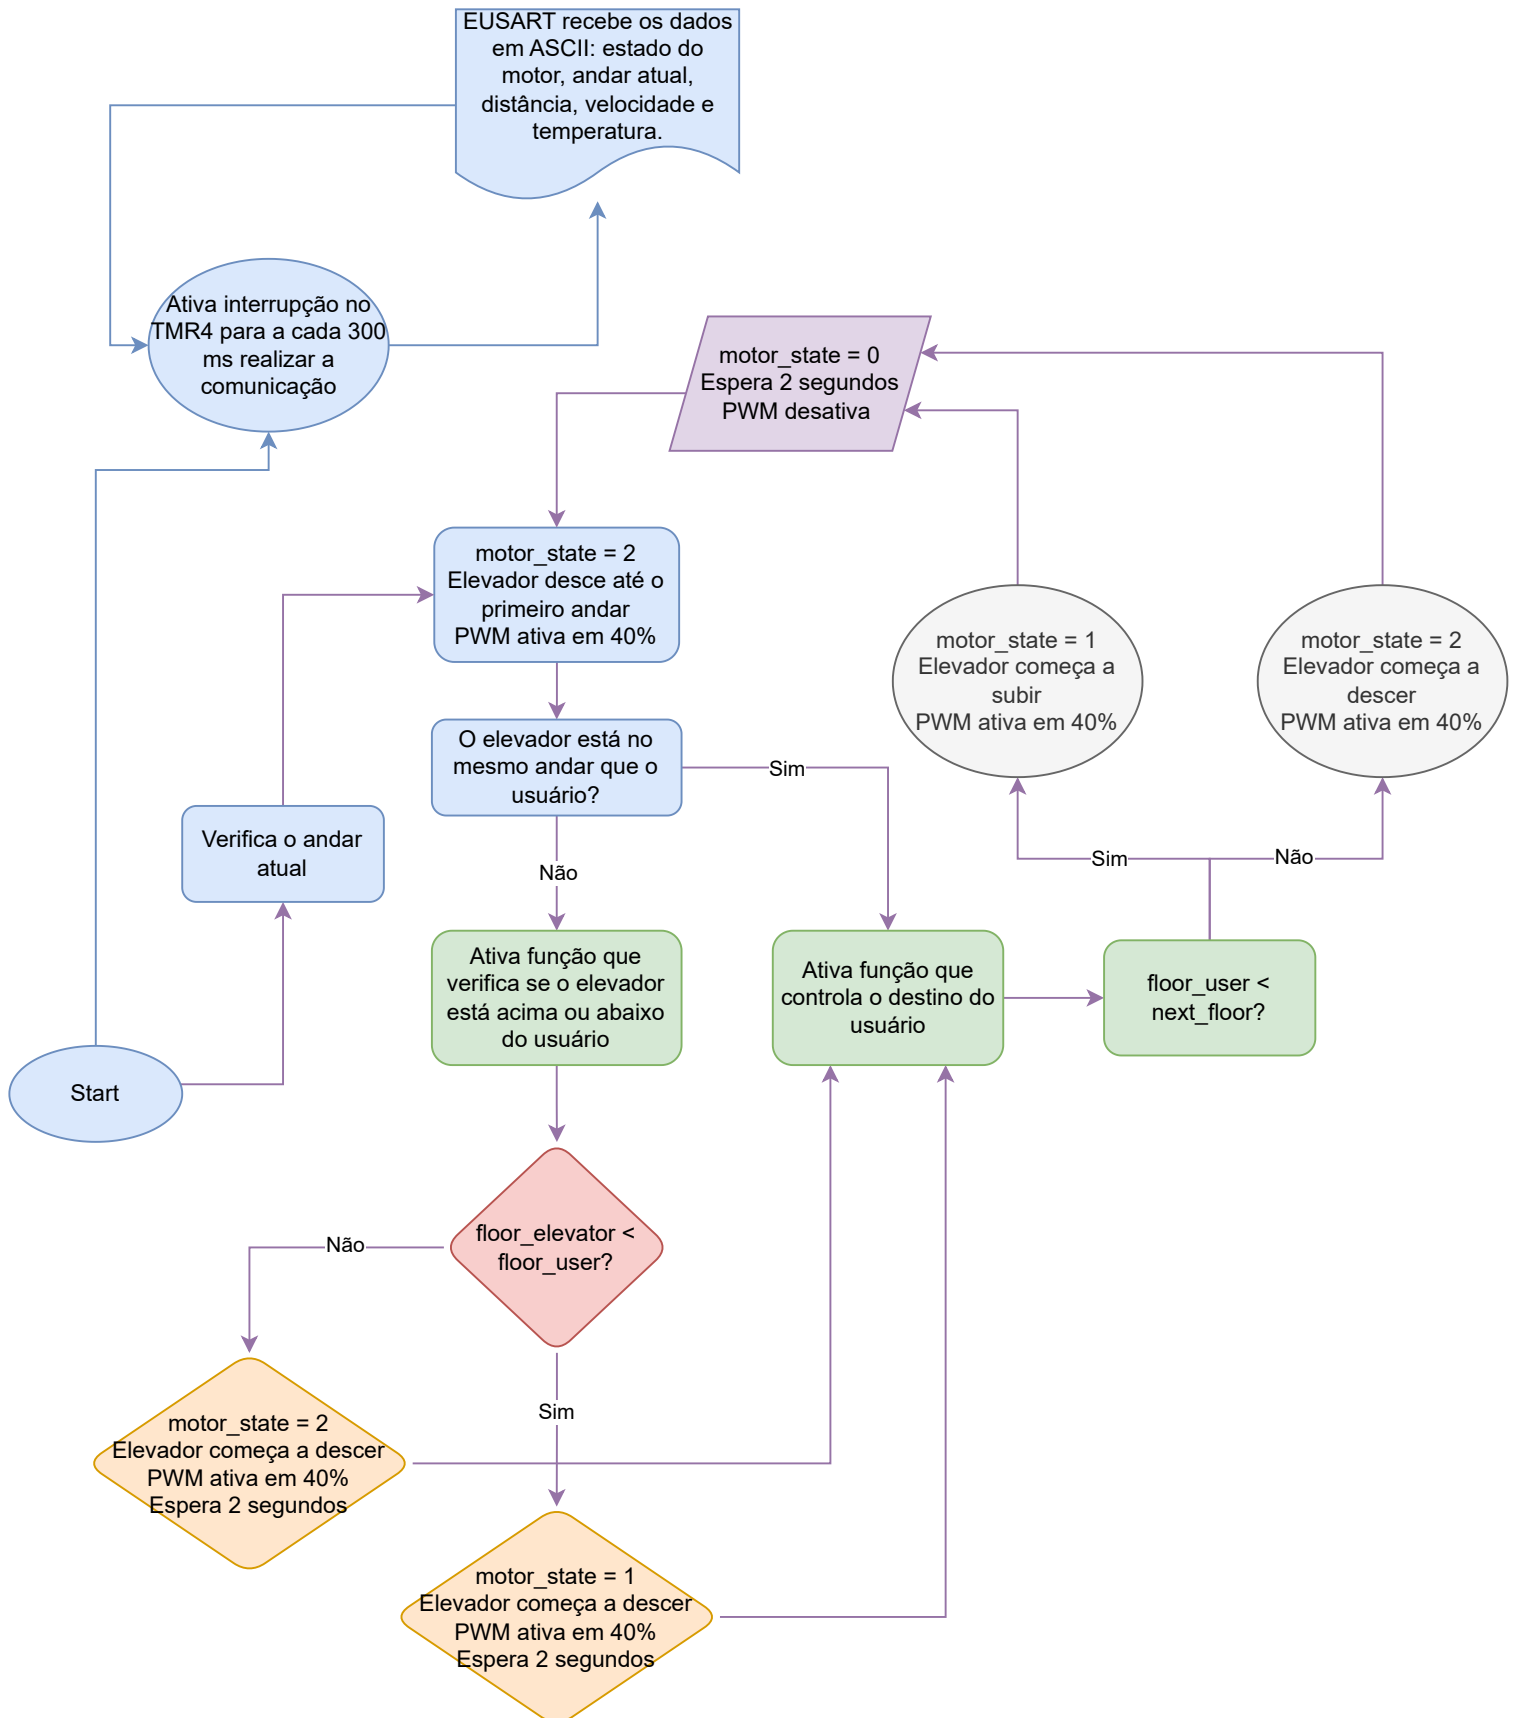 EUSART recebe os dados
em ASCII: estado do
motor, andar atual,
distância, velocidade e
temperatura.
Ativa interrupção no
TMR4 para a cada 300
ms realizar a
comunicação
motor_state = 0
Espera 2 segundos
PWM desativa
motor_state = 2
Elevador desce até o
primeiro andar
PWM ativa em 40%
motor_state = 1
Elevador começa a
subir
PWM ativa em 40%
motor_state = 2
Elevador começa a
descer
PWM ativa em 40%
O elevador está no
mesmo andar que o
usuário?
Sim
Verifica o andar
atual
Não
Sim
Não
Ativa função que
verifica se o elevador
está acima ou abaixo
do usuário
Ativa função que
controla o destino do
usuário
floor_user <
next_floor?
Start
floor_elevator <
floor_user?
Não
Sim
motor_state = 2
Elevador começa a descer
PWM ativa em 40%
Espera 2 segundos
motor_state = 1
Elevador começa a descer
PWM ativa em 40%
Espera 2 segundos